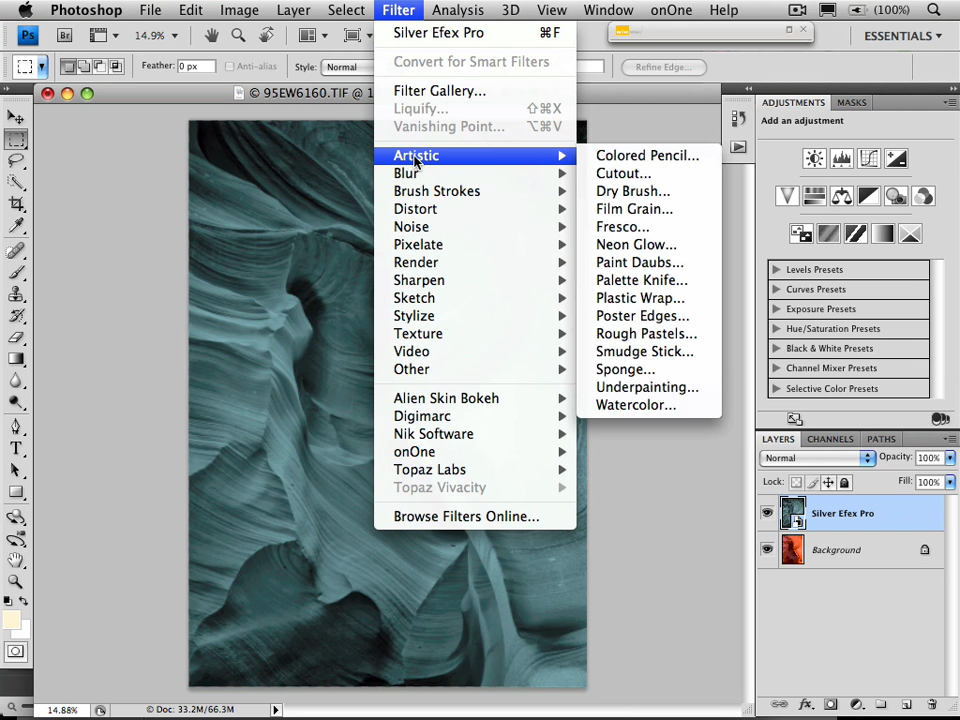 Photoshop File Edit Image Layer Select Filter Analysis 3D View Window onOne Help (100%)
Ps Br 14.9% ESSENTIALS
Feather: 0 px Anti-alias Style: Normal Refine Edge...
© 95EW6160.TIF @ 1
Silver Efex Pro ⌘F
Convert for Smart Filters
Filter Gallery...
Liquify... ⇧⌘X
Vanishing Point... ⌥⌘V
Artistic
Blur
Brush Strokes
Distort
Noise
Pixelate
Render
Sharpen
Sketch
Stylize
Texture
Video
Other
Alien Skin Bokeh
Digimarc
Nik Software
onOne
Topaz Labs
Topaz Vivacity
Browse Filters Online...
Colored Pencil...
Cutout...
Dry Brush...
Film Grain...
Fresco...
Neon Glow...
Paint Daubs...
Palette Knife...
Plastic Wrap...
Poster Edges...
Rough Pastels...
Smudge Stick...
Sponge...
Underpainting...
Watercolor...
ADJUSTMENTS MASKS
Add an adjustment
Levels Presets
Curves Presets
Exposure Presets
Hue/Saturation Presets
Black & White Presets
Channel Mixer Presets
Selective Color Presets
LAYERS CHANNELS PATHS
Normal Opacity: 100%
Lock: Fill: 100%
Silver Efex Pro
Background
fx
14.88% © Doc: 33.2M/66.3M